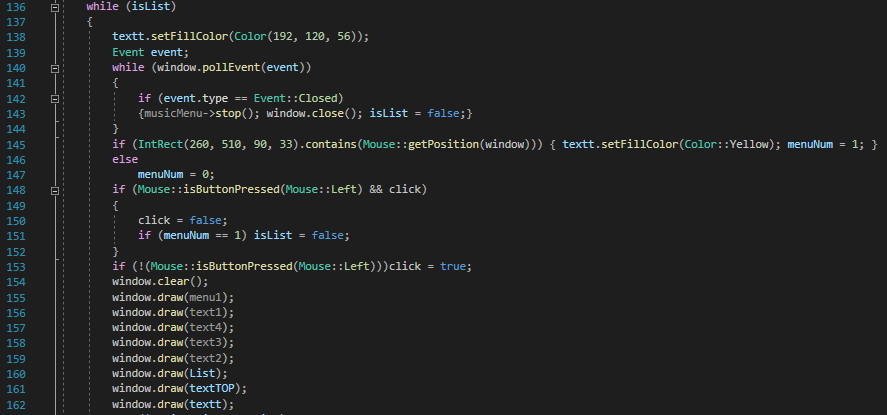 136 while (isList)
137 {
138 textt.setFillColor(Color(192, 120, 56));
139 Event event;
140 while (window.pollEvent(event))
141 {
142 if (event.type == Event::Closed)
143 {musicMenu->stop(); window.close(); isList = false;}
144 }
145 if (IntRect(260, 510, 90, 33).contains(Mouse::getPosition(window))) { textt.setFillColor(Color::Yellow); menuNum = 1; }
146 else
147 menuNum = 0;
148 if (Mouse::isButtonPressed(Mouse::Left) && click)
149 {
150 click = false;
151 if (menuNum == 1) isList = false;
152 }
153 if (!(Mouse::isButtonPressed(Mouse::Left)))click = true;
154 window.clear();
155 window.draw(menu1);
156 window.draw(text1);
157 window.draw(text4);
158 window.draw(text3);
159 window.draw(text2);
160 window.draw(List);
161 window.draw(textTOP);
162 window.draw(textt);